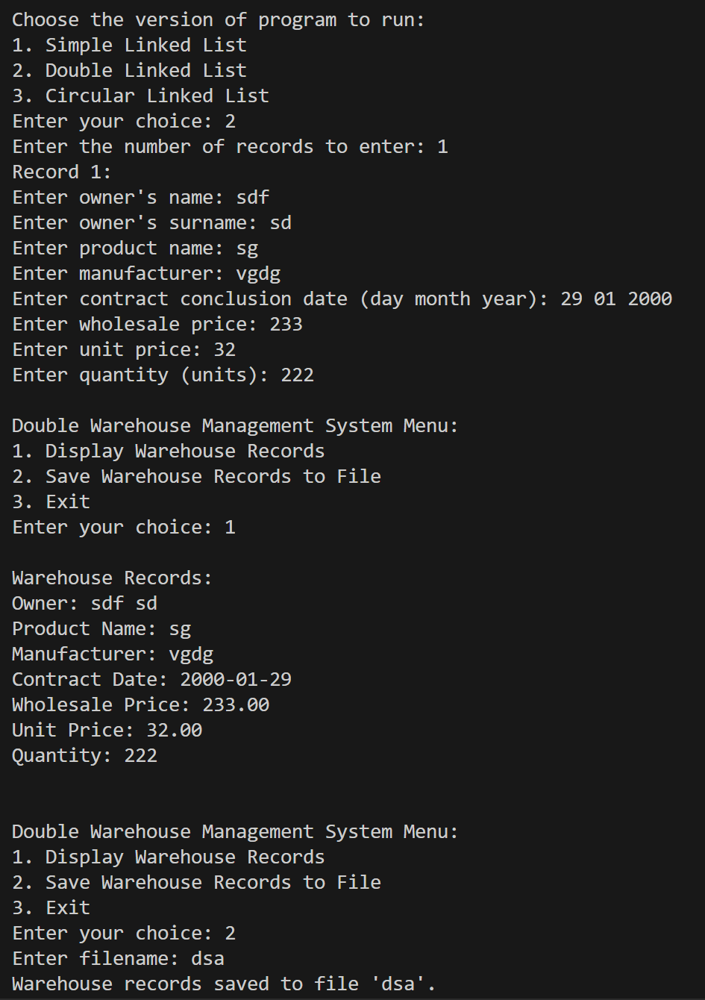 Choose the version of program to run:
1. Simple Linked List
2. Double Linked List
3. Circular Linked List
Enter your choice: 2
Enter the number of records to enter: 1
Record 1:
Enter owner's name: sdf
Enter owner's surname: sd
Enter product name: sg
Enter manufacturer: vgdg
Enter contract conclusion date (day month year): 29 01 2000
Enter wholesale price: 233
Enter unit price: 32
Enter quantity (units): 222

Double Warehouse Management System Menu:
1. Display Warehouse Records
2. Save Warehouse Records to File
3. Exit
Enter your choice: 1

Warehouse Records:
Owner: sdf sd
Product Name: sg
Manufacturer: vgdg
Contract Date: 2000-01-29
Wholesale Price: 233.00
Unit Price: 32.00
Quantity: 222

Double Warehouse Management System Menu:
1. Display Warehouse Records
2. Save Warehouse Records to File
3. Exit
Enter your choice: 2
Enter filename: dsa
Warehouse records saved to file 'dsa'.